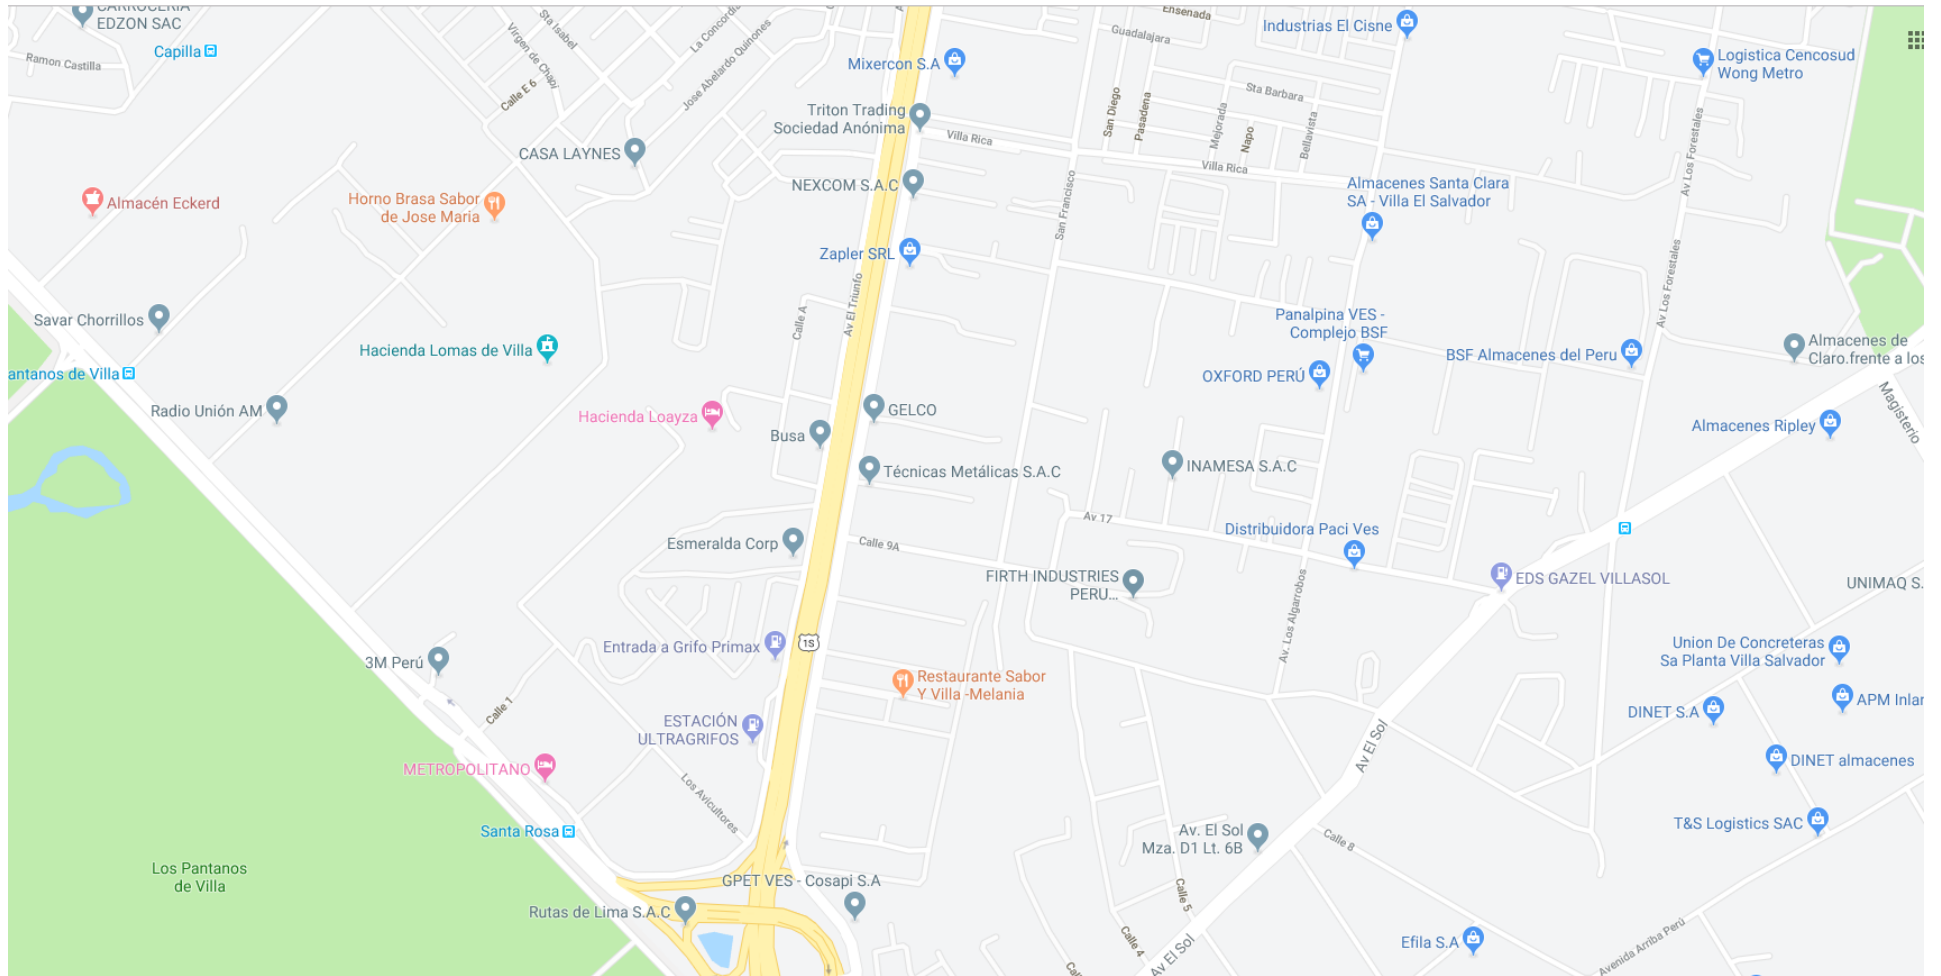 CARROCERIA
EDZON SAC
Capilla
Ramon Castilla
Sta Isabel
Virgen de Chapi
La Concordia
Jose Abelardo Quinones
Calle E 6
CASA LAYNES
Almacén Eckerd
Horno Brasa Sabor
de Jose Maria
Savar Chorrillos
Hacienda Lomas de Villa
antanos de Villa
Radio Unión AM
Hacienda Loayza
Mixercon S.A
Triton Trading
Sociedad Anónima
NEXCOM S.A.C
Zapler SRL
Calle A
Av El Triunfo
GELCO
Busa
Técnicas Metálicas S.A.C
Esmeralda Corp
Calle 9A
Entrada a Grifo Primax
1S
3M Perú
Calle 1
ESTACIÓN
ULTRAGRIFOS
METROPOLITANO
Los Avicultores
Santa Rosa
Los Pantanos
de Villa
GPET VES - Cosapi S.A
Rutas de Lima S.A.C
Restaurante Sabor
Y Villa -Melania
Ensenada
Guadalajara
Industrias El Cisne
Logistica Cencosud
Wong Metro
San Diego
Pasadena
Sta Barbara
Mejorada
Napo
Bellavista
Villa Rica
Villa Rica
San Francisco
Av Los Forestales
Almacenes Santa Clara
SA - Villa El Salvador
Av Los Forestales
Panalpina VES -
Complejo BSF
OXFORD PERÚ
BSF Almacenes del Peru
Almacenes de
Claro.frente a los
Magisterio
Almacenes Ripley
INAMESA S.A.C
Av 17
Distribuidora Paci Ves
FIRTH INDUSTRIES
PERU...
EDS GAZEL VILLASOL
UNIMAQ S.
Av. Los Algarrobos
Union De Concreteras
Sa Planta Villa Salvador
DINET S.A
APM Inlar
Av El Sol
DINET almacenes
T&S Logistics SAC
Av. El Sol
Mza. D1 Lt. 6B
Calle 8
Calle 5
Calle 4
Av El Sol
Efila S.A
Avenida Arriba Perú